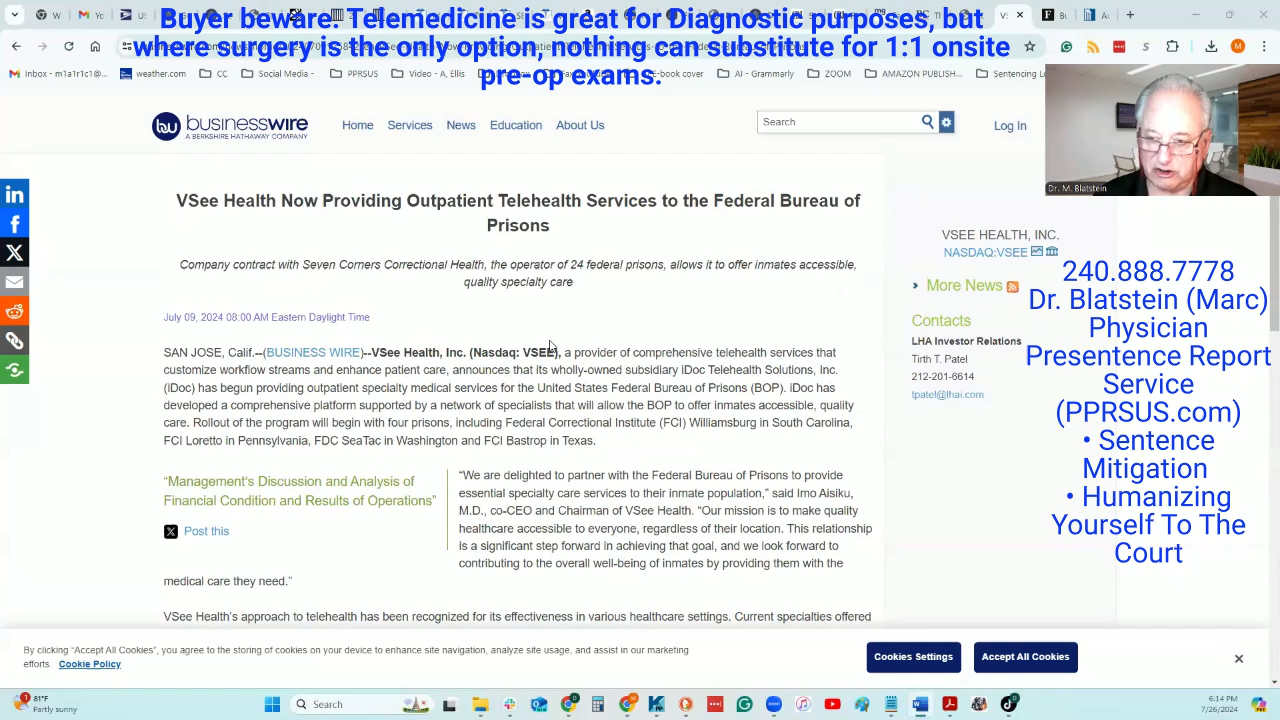 Buyer beware. Telemedicine is great for Diagnostic purposes, but
where surgery is the only option, nothing can substitute for 1:1 onsite
pre-op exams.
Inbox - m1a1r1c1@...
weather.com
CC
Social Media -
PPRSUS
Video - A, Ellis
E-book cover
AI - Grammarly
ZOOM
AMAZON PUBLISH...
Sentencing L
businesswire
A BERKSHIRE HATHAWAY COMPANY
Home
Services
News
Education
About Us
Search
Log In
Dr. M. Blatstein
VSee Health Now Providing Outpatient Telehealth Services to the Federal Bureau of
Prisons
Company contract with Seven Corners Correctional Health, the operator of 24 federal prisons, allows it to offer inmates accessible,
quality specialty care
July 09, 2024 08:00 AM Eastern Daylight Time
SAN JOSE, Calif.--(BUSINESS WIRE)--VSee Health, Inc. (Nasdaq: VSEE), a provider of comprehensive telehealth services that
customize workflow streams and enhance patient care, announces that its wholly-owned subsidiary iDoc Telehealth Solutions, Inc.
(iDoc) has begun providing outpatient specialty medical services for the United States Federal Bureau of Prisons (BOP). iDoc has
developed a comprehensive platform supported by a network of specialists that will allow the BOP to offer inmates accessible, quality
care. Rollout of the program will begin with four prisons, including Federal Correctional Institute (FCI) Williamsburg in South Carolina,
FCI Loretto in Pennsylvania, FDC SeaTac in Washington and FCI Bastrop in Texas.
“Management's Discussion and Analysis of
Financial Condition and Results of Operations”
Post this
“We are delighted to partner with the Federal Bureau of Prisons to provide
essential specialty care services to their inmate population,” said Imo Aisiku,
M.D., co-CEO and Chairman of VSee Health. “Our mission is to make quality
healthcare accessible to everyone, regardless of their location. This relationship
is a significant step forward in achieving that goal, and we look forward to
contributing to the overall well-being of inmates by providing them with the
medical care they need.”
VSee Health’s approach to telehealth has been recognized for its effectiveness in various healthcare settings. Current specialties offered
VSEE HEALTH, INC.
NASDAQ:VSEE
More News
Contacts
LHA Investor Relations
Tirth T. Patel
212-201-6614
tpatel@lhai.com
240.888.7778
Dr. Blatstein (Marc)
Physician
Presentence Report
Service
(PPRSUS.com)
• Sentence
Mitigation
• Humanizing
Yourself To The
Court
By clicking “Accept All Cookies”, you agree to the storing of cookies on your device to enhance site navigation, analyze site usage, and assist in our marketing
efforts. Cookie Policy
Cookies Settings
Accept All Cookies
81°F
Partly sunny
Search
6:14 PM
7/26/2024